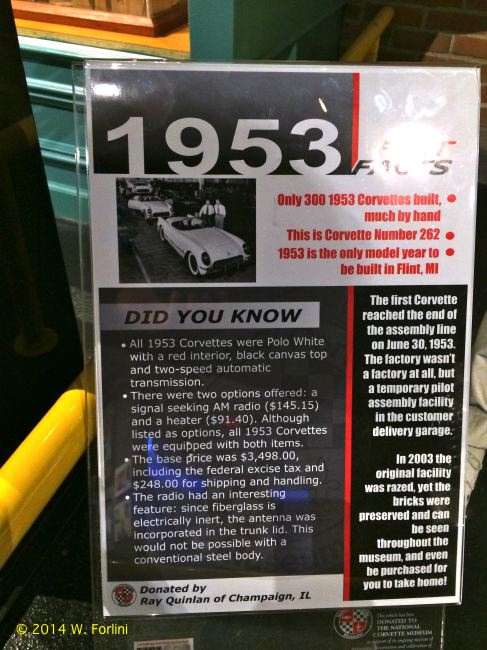 1953
FAST
FACTS
Only 300 1953 Corvettes built,
much by hand
This is Corvette Number 262
1953 is the only model year to
be built in Flint, MI
DID YOU KNOW
• All 1953 Corvettes were Polo White
with a red interior, black canvas top
and two-speed automatic
transmission.
• There were two options offered: a
signal seeking AM radio ($145.15)
and a heater ($91.40). Although
listed as options, all 1953 Corvettes
were equipped with both items.
• The base price was $3,498.00,
including the federal excise tax and
$248.00 for shipping and handling.
• The radio had an interesting
feature: since fiberglass is
electrically inert, the antenna was
incorporated in the trunk lid. This
would not be possible with a
conventional steel body.
The first Corvette
reached the end of
the assembly line
on June 30, 1953.
The factory wasn't
a factory at all, but
a temporary pilot
assembly facility
in the customer
delivery garage.
In 2003 the
original facility
was razed, yet the
bricks were
preserved and can
be seen
throughout the
museum, and even
be purchased for
you to take home!
Donated by
Ray Quinlan of Champaign, IL
This vehicle has been
DONATED TO
THE NATIONAL
CORVETTE MUSEUM
© 2014 W. Forlini